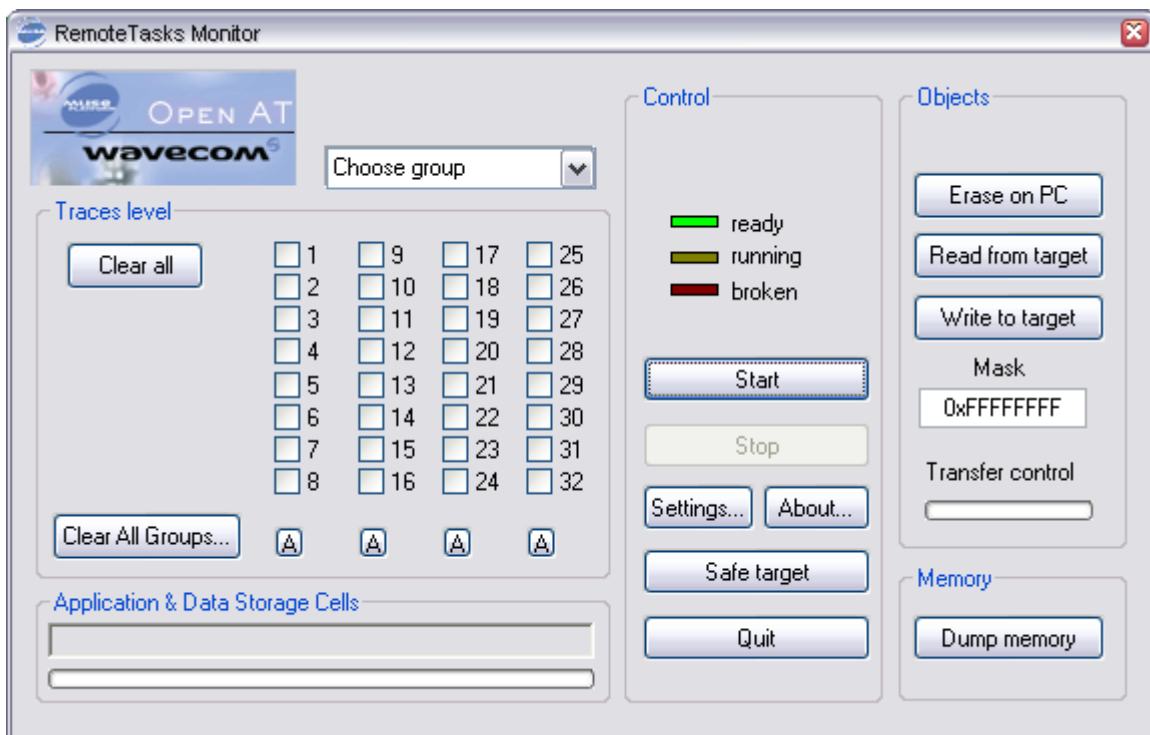 RemoteTasks Monitor
OPEN AT
wavecom
Choose group
Traces level
Clear all
1 9 17 25
2 10 18 26
3 11 19 27
4 12 20 28
5 13 21 29
6 14 22 30
7 15 23 31
8 16 24 32
Clear All Groups...
A A A A
Application & Data Storage Cells
Control
ready
running
broken
Start
Stop
Settings... About...
Safe target
Quit
Objects
Erase on PC
Read from target
Write to target
Mask
0xFFFFFFFF
Transfer control
Memory
Dump memory